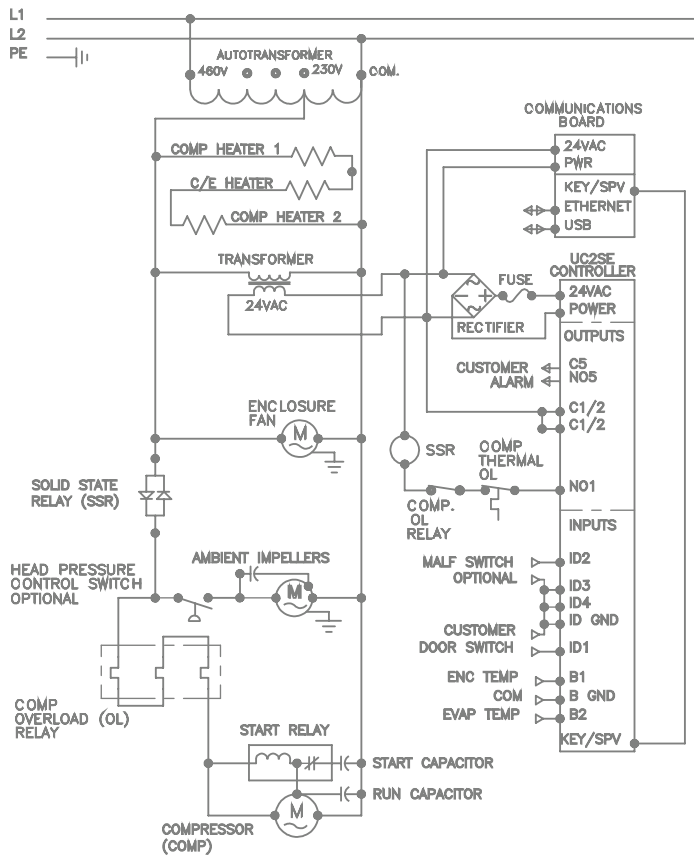 L1
L2
PE
AUTOTRANSFORMER
460V
230V
COM.
COMMUNICATIONS
BOARD
24VAC
PWR
KEY/SPV
ETHERNET
USB
COMP HEATER 1
C/E HEATER
COMP HEATER 2
TRANSFORMER
24VAC
RECTIFIER
FUSE
UC2SE
CONTROLLER
24VAC
POWER
OUTPUTS
CUSTOMER
ALARM
C5
NO5
C1/2
C1/2
ENCLOSURE
FAN
M
SSR
COMP
THERMAL
OL
NO1
COMP.
OL
RELAY
SOLID STATE
RELAY (SSR)
INPUTS
HEAD PRESSURE
CONTROL SWITCH
OPTIONAL
AMBIENT IMPELLERS
M
MALF SWITCH
OPTIONAL
ID2
ID3
ID4
ID GND
CUSTOMER
DOOR SWITCH
ID1
ENC TEMP
B1
COM
B GND
EVAP TEMP
B2
KEY/SPV
COMP
OVERLOAD (OL)
RELAY
START RELAY
START CAPACITOR
RUN CAPACITOR
M
COMPRESSOR
(COMP)